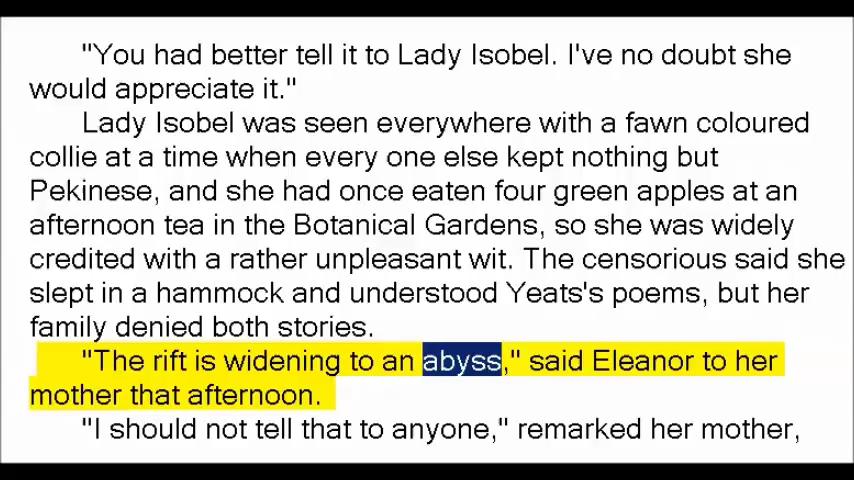 "You had better tell it to Lady Isobel. I've no doubt she
would appreciate it."
Lady Isobel was seen everywhere with a fawn coloured
collie at a time when every one else kept nothing but
Pekinese, and she had once eaten four green apples at an
afternoon tea in the Botanical Gardens, so she was widely
credited with a rather unpleasant wit. The censorious said she
slept in a hammock and understood Yeats's poems, but her
family denied both stories.
"The rift is widening to an abyss," said Eleanor to her
mother that afternoon.
"I should not tell that to anyone," remarked her mother,